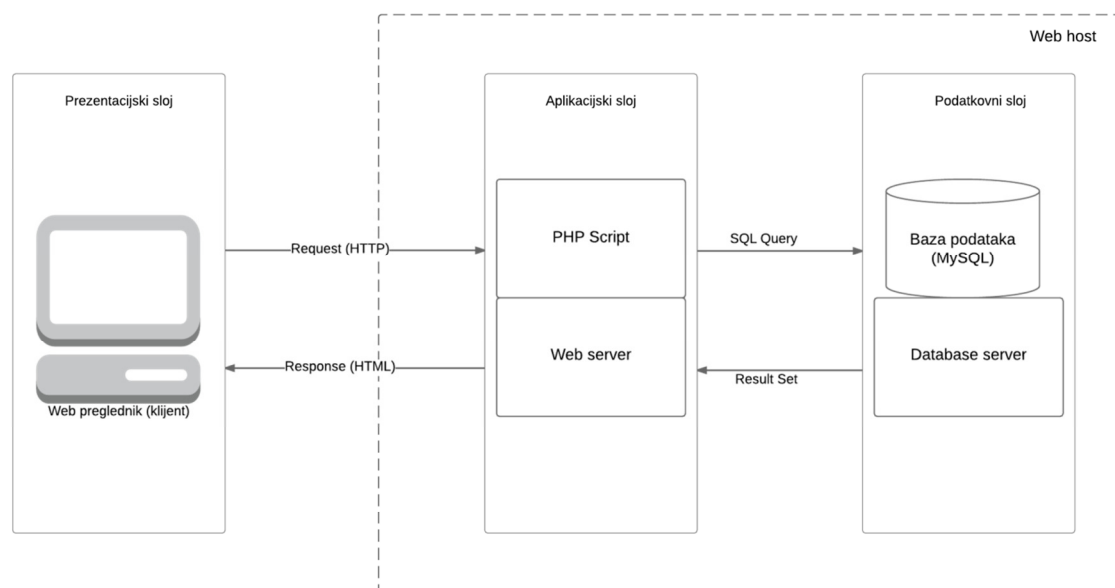 Web host
Prezentacijski sloj
Aplikacijski sloj
Podatkovni sloj
PHP Script
Baza podataka
(MySQL)
Request (HTTP)
SQL Query
Web server
Database server
Response (HTML)
Result Set
Web preglednik (klijent)